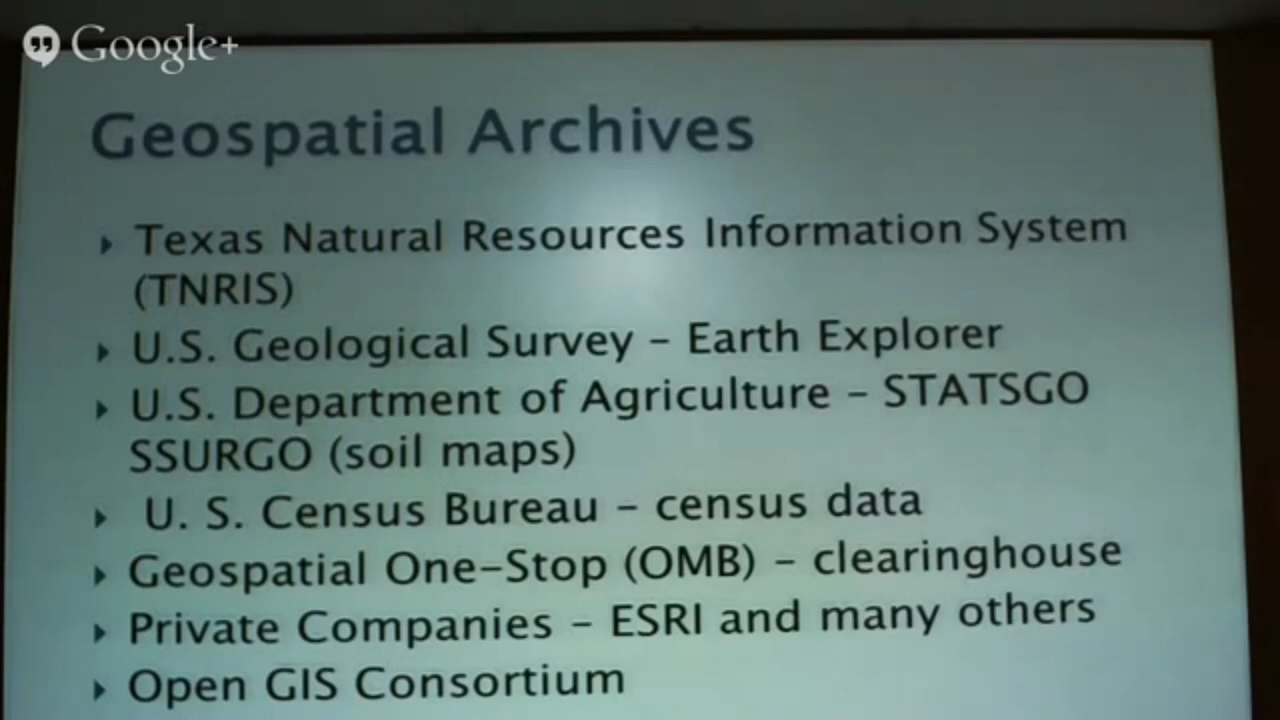 Google+
Geospatial Archives
Texas Natural Resources Information System
(TNRIS)
U.S. Geological Survey – Earth Explorer
U.S. Department of Agriculture – STATSGO
SSURGO (soil maps)
U. S. Census Bureau – census data
Geospatial One-Stop (OMB) – clearinghouse
Private Companies – ESRI and many others
Open GIS Consortium